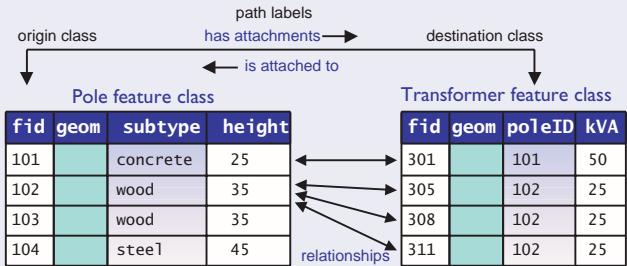 path labels
origin class has attachments destination class
is attached to
Pole feature class Transformer feature class
fid geom subtype height fid geom poleID kVA
101 concrete 25 301 101 50
102 wood 35 305 102 25
103 wood 35 308 102 25
104 steel 45 relationships 311 102 25